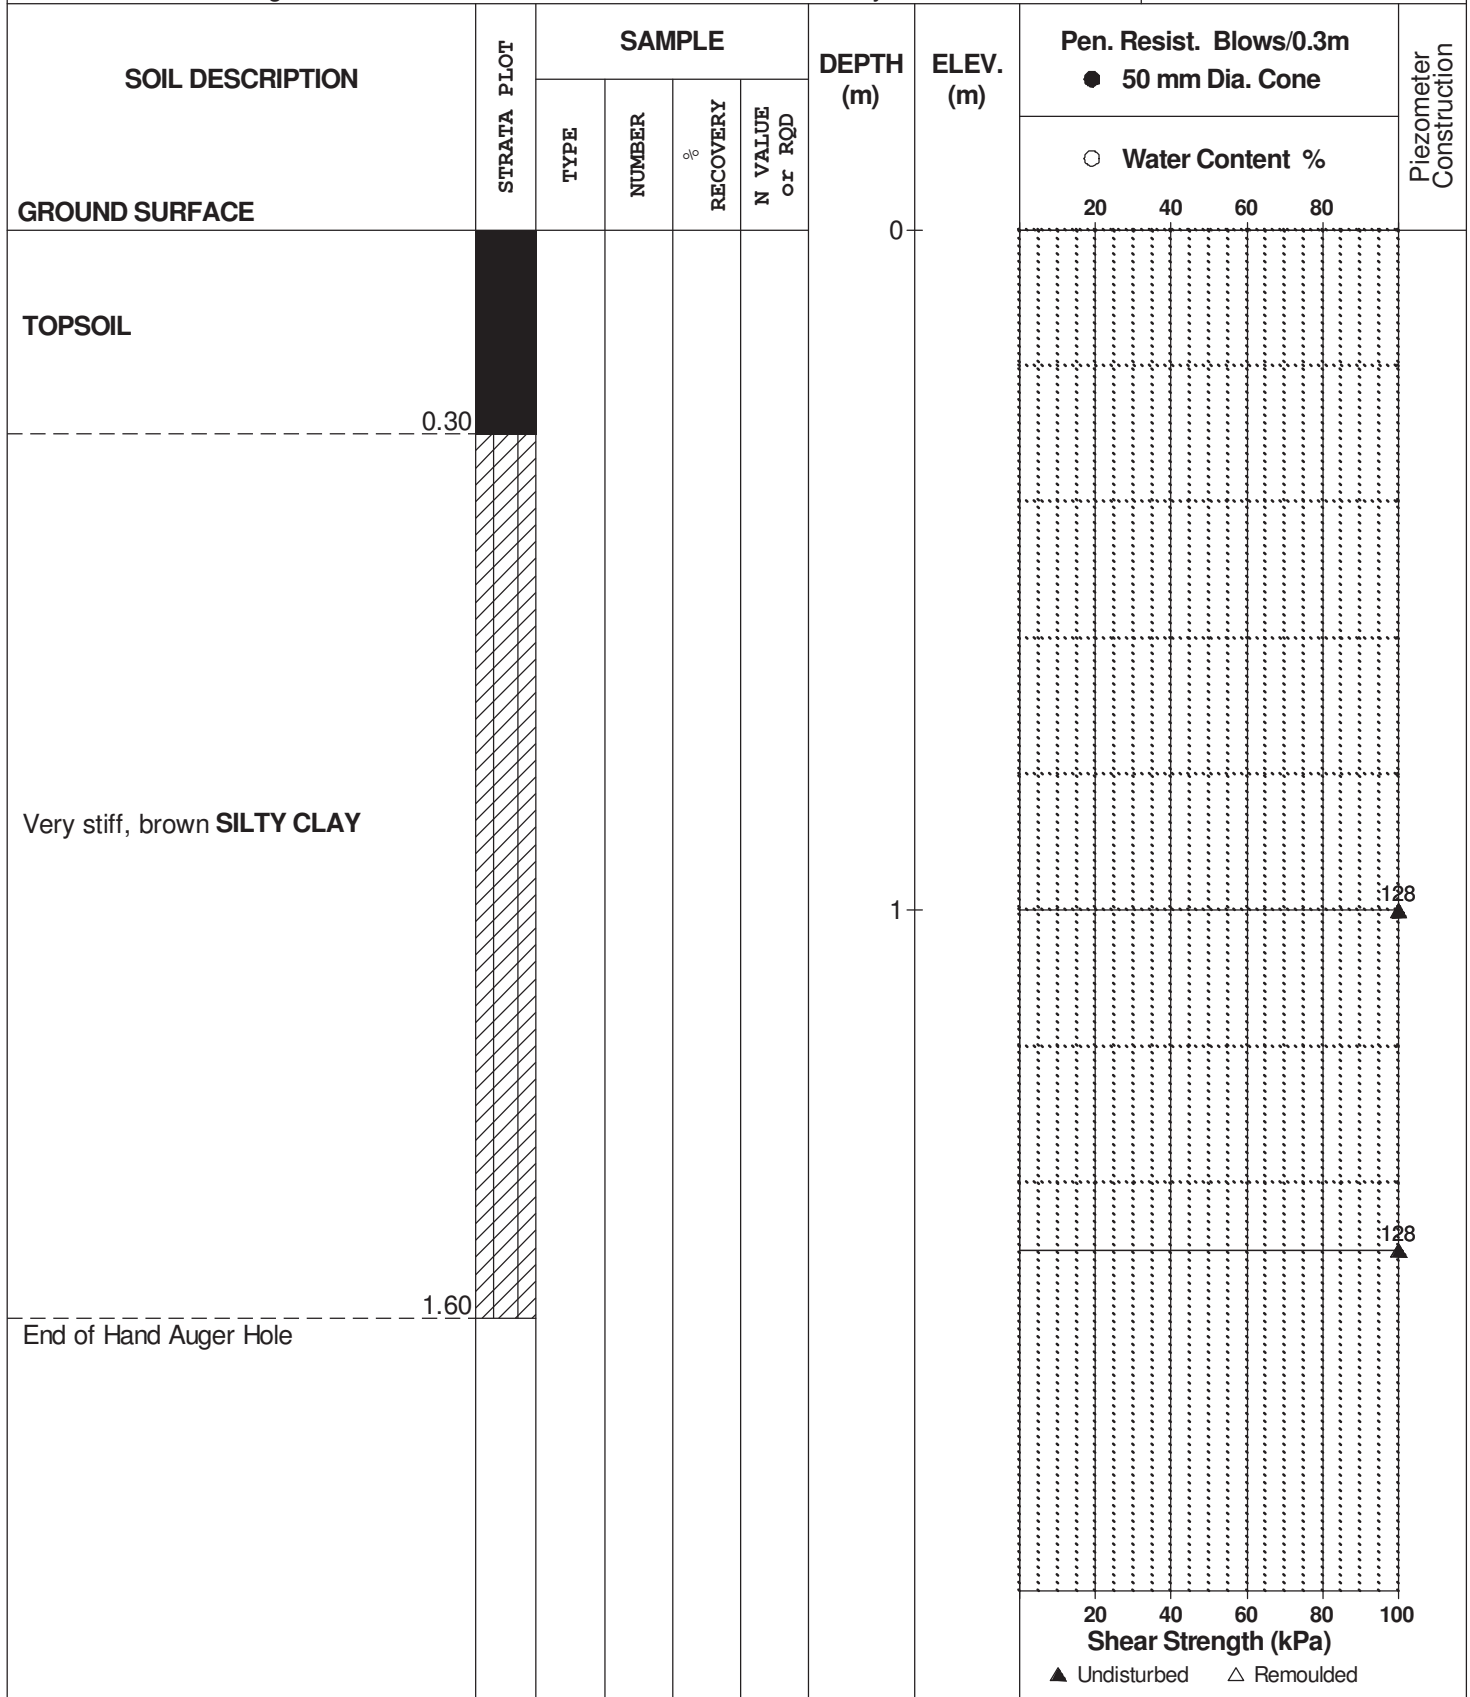 SOIL DESCRIPTION
GROUND SURFACE
STRATA PLOT
SAMPLE
TYPE
NUMBER
%
RECOVERY
N VALUE
or RQD
DEPTH
(m)
ELEV.
(m)
Pen. Resist. Blows/0.3m
● 50 mm Dia. Cone
○ Water Content %
20 40 60 80
Piezometer
Construction
0
TOPSOIL
0.30
Very stiff, brown SILTY CLAY
128
1
128
1.60
End of Hand Auger Hole
20 40 60 80 100
Shear Strength (kPa)
▲ Undisturbed △ Remoulded